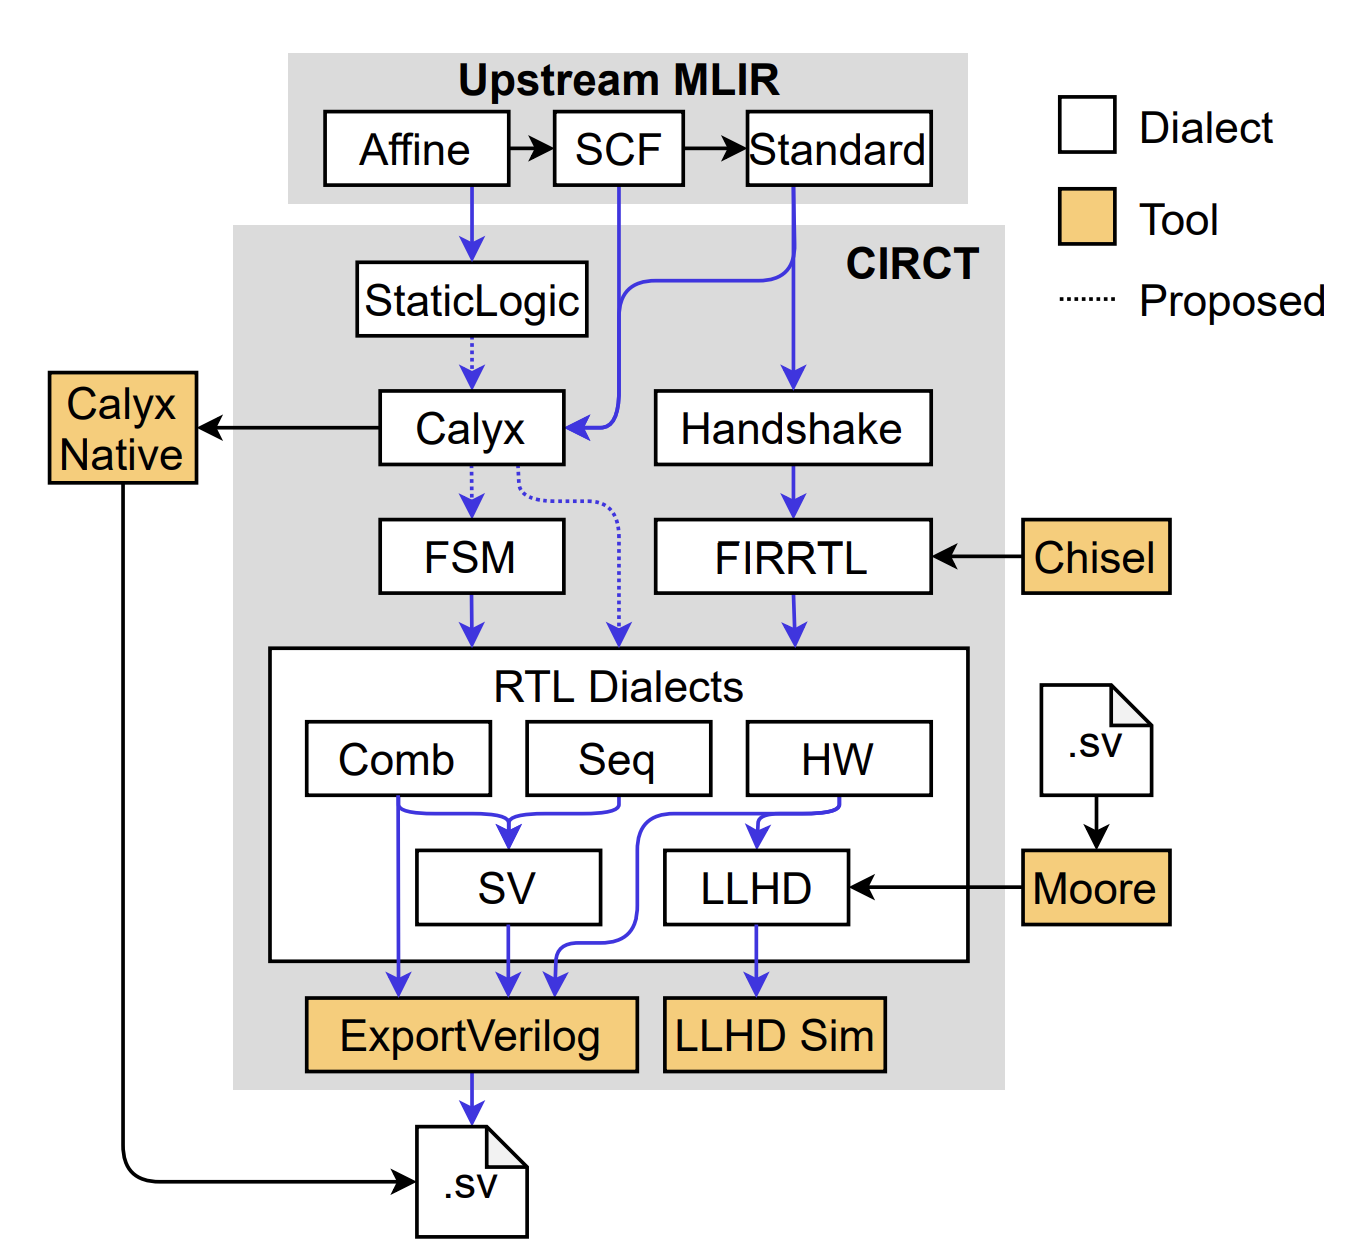 Upstream MLIR
Affine
SCF
Standard
Dialect
Tool
Proposed
CIRCT
StaticLogic
Calyx
Native
Calyx
Handshake
FSM
FIRRTL
Chisel
RTL Dialects
Comb
Seq
HW
.sv
SV
LLHD
Moore
ExportVerilog
LLHD Sim
.sv